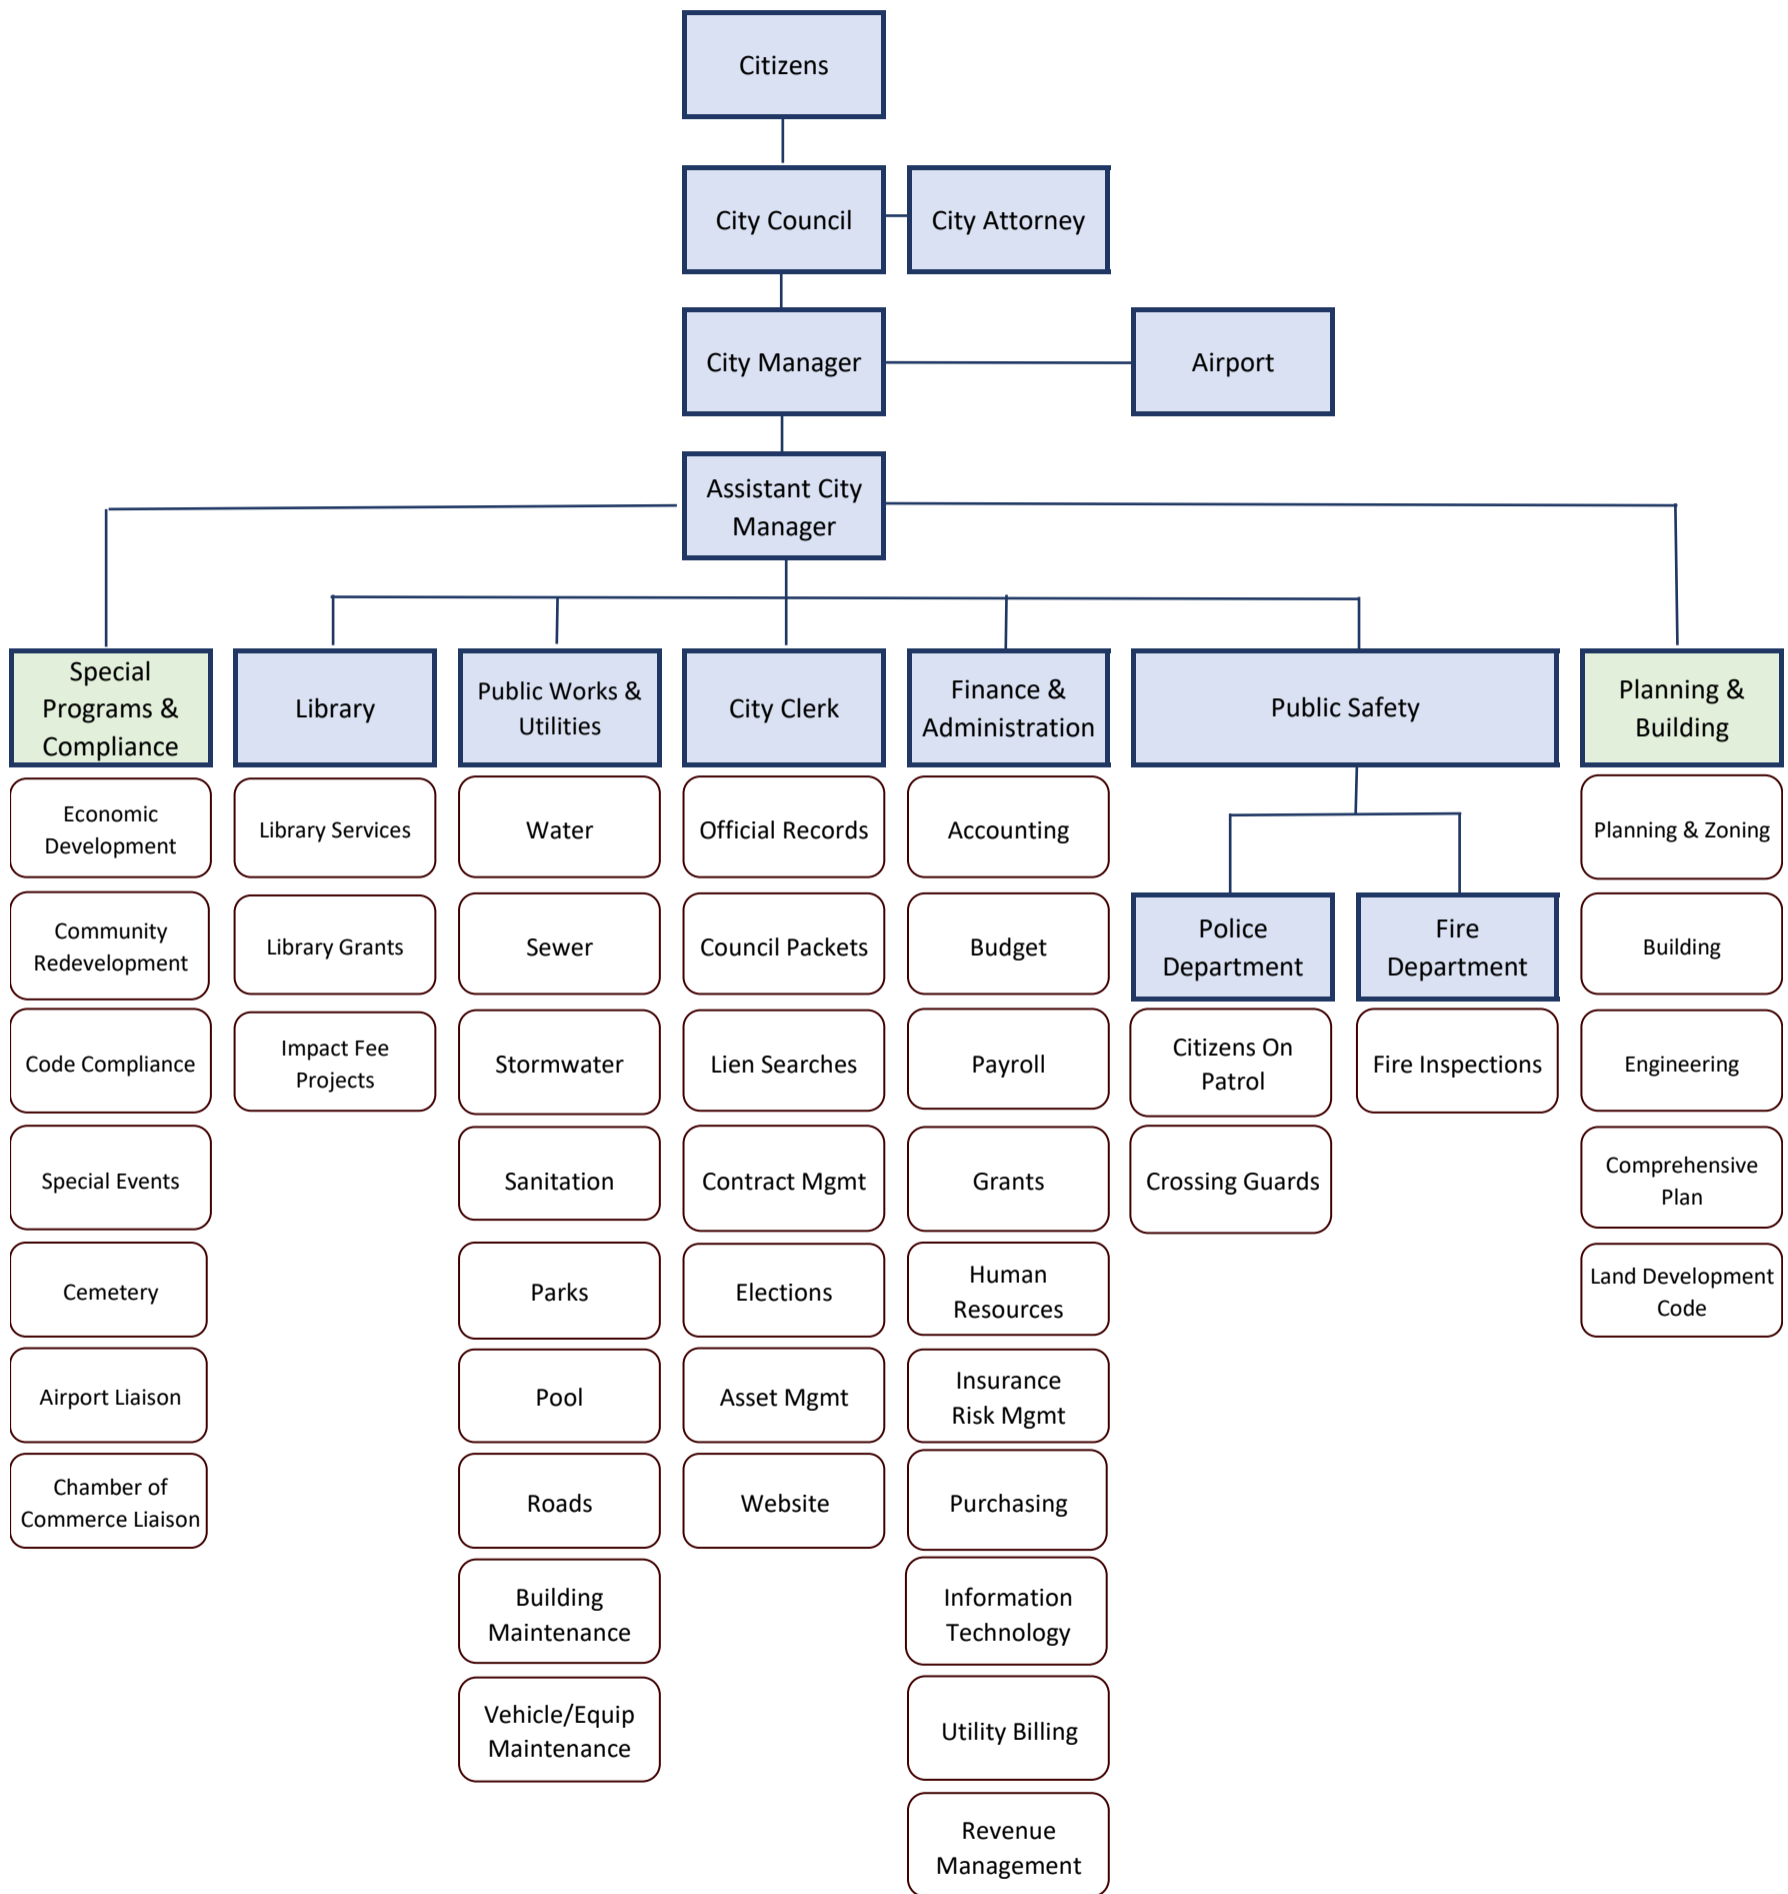 Citizens
City Council
City Attorney
City Manager
Airport
Assistant City
Manager
Special
Programs &
Compliance
Library
Public Works &
Utilities
City Clerk
Finance &
Administration
Public Safety
Planning &
Building
Economic
Development
Community
Redevelopment
Code Compliance
Special Events
Cemetery
Airport Liaison
Chamber of
Commerce Liaison
Library Services
Library Grants
Impact Fee
Projects
Water
Sewer
Stormwater
Sanitation
Parks
Pool
Roads
Building
Maintenance
Vehicle/Equip
Maintenance
Official Records
Council Packets
Lien Searches
Contract Mgmt
Elections
Asset Mgmt
Website
Accounting
Budget
Payroll
Grants
Human
Resources
Insurance
Risk Mgmt
Purchasing
Information
Technology
Utility Billing
Revenue
Management
Police
Department
Citizens On
Patrol
Crossing Guards
Fire
Department
Fire Inspections
Planning & Zoning
Building
Engineering
Comprehensive
Plan
Land Development
Code